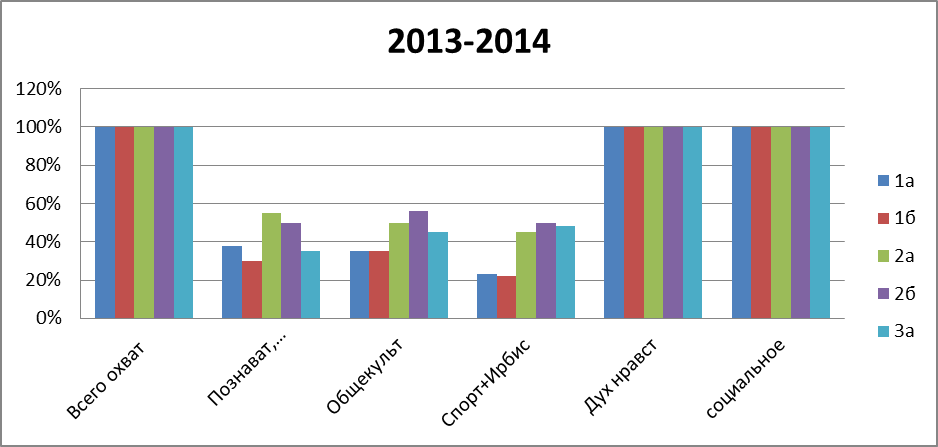 2013-2014
120%
100%
80%
60%
40%
20%
0%
Всего охват
Познават,...
Общекульт
Спорт+Ирбис
Дух нравст
социальное
1а
1б
2а
2б
3а